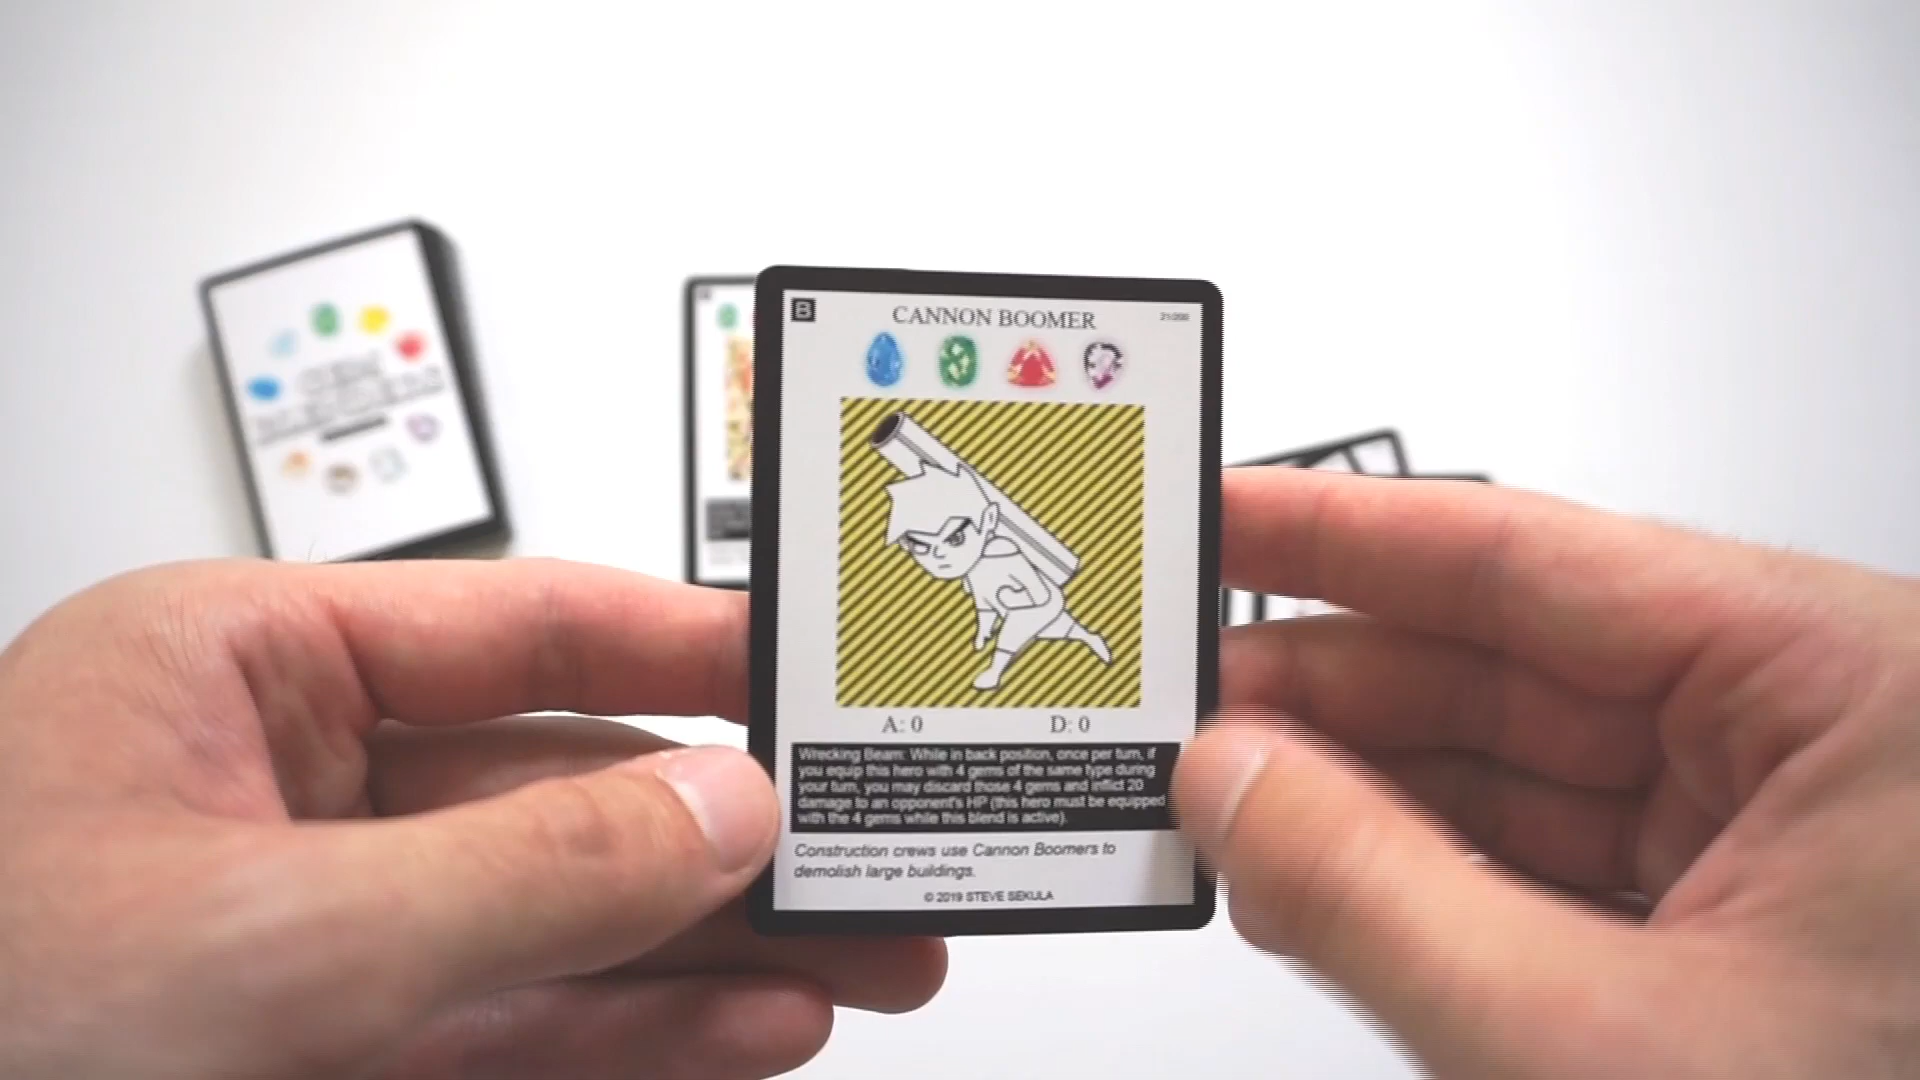 B
CANNON BOOMER
21/200
A: 0
D: 0
Wrecking Beam: While in back position, once per turn, if
you equip this hero with 4 gems of the same type during
your turn, you may discard those 4 gems and inflict 20
damage to an opponent's HP (this hero must be equipped
with the 4 gems while this blend is active).
Construction crews use Cannon Boomers to
demolish large buildings.
© 2019 STEVE SEKULA